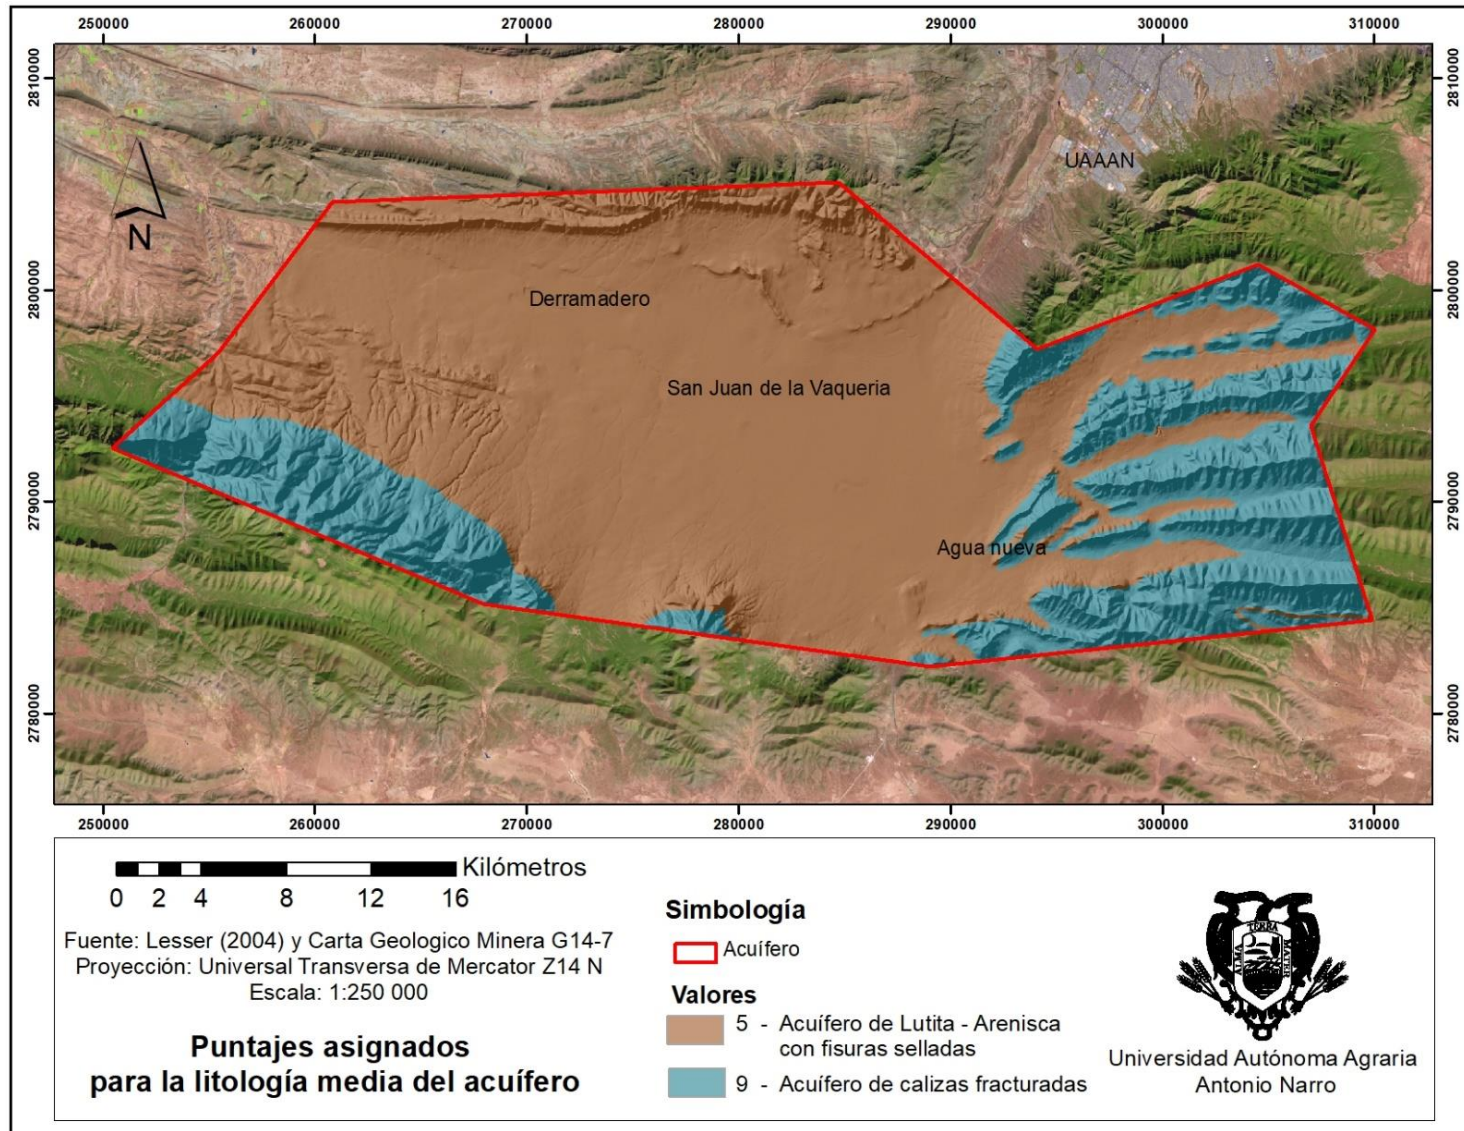 250000 260000 270000 280000 290000 300000 310000
2810000 2810000
UAAAN
N
Derramadero
2800000 2800000
San Juan de la Vaqueria
2790000 2790000
Agua nueva
2780000 2780000
250000 260000 270000 280000 290000 300000 310000
Kilómetros
0 2 4 8 12 16
Fuente: Lesser (2004) y Carta Geologico Minera G14-7
Proyección: Universal Transversa de Mercator Z14 N
Escala: 1:250 000
Puntajes asignados
para la litología media del acuífero
Simbología
Acuífero
Valores
5 - Acuífero de Lutita - Arenisca
con fisuras selladas
9 - Acuífero de calizas fracturadas
TERRA
MATER
ALMA
Universidad Autónoma Agraria
Antonio Narro